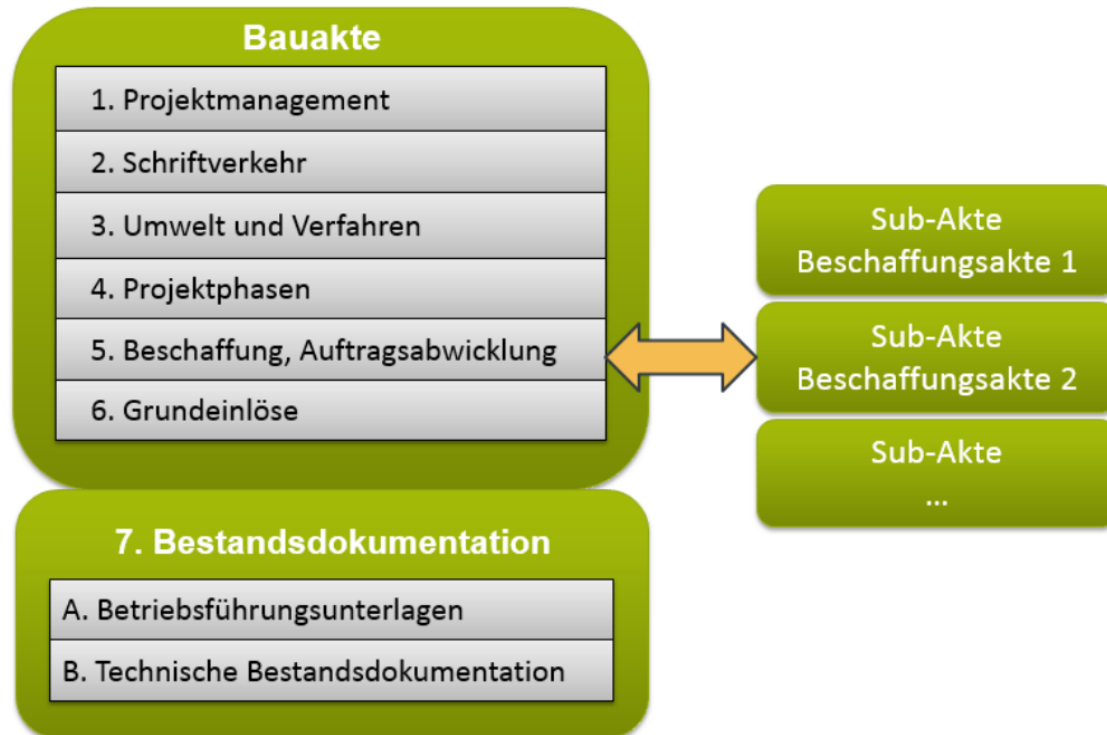 Bauakte
1. Projektmanagement
2. Schriftverkehr
3. Umwelt und Verfahren
4. Projektphasen
5. Beschaffung, Auftragsabwicklung
6. Grundeinlöse
7. Bestandsdokumentation
A. Betriebsführungsunterlagen
B. Technische Bestandsdokumentation
Sub-Akte
Beschaffungsakte 1
Sub-Akte
Beschaffungsakte 2
Sub-Akte
...